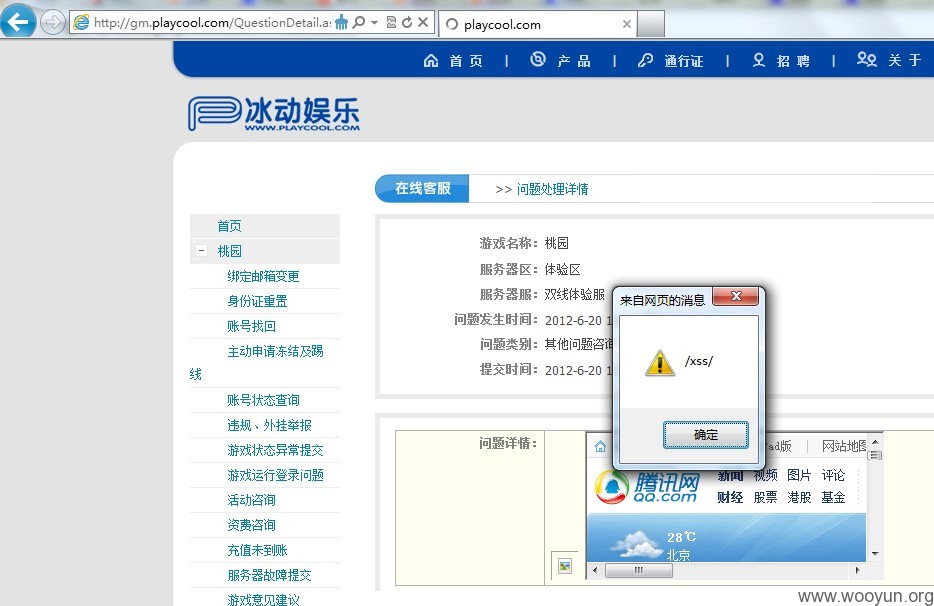 http://gm.playcool.com/QuestionDetail.as
playcool.com
首 页 | 产 品 | 通行证 | 招 聘 | 关 于
冰动娱乐
WWW.PLAYCOOL.COM
在线客服 >> 问题处理详情
首页
桃园
绑定邮箱变更
身份证重置
账号找回
主动申请冻结及踢
线
账号状态查询
违规、外挂举报
游戏状态异常提交
游戏运行登录问题
活动咨询
资费咨询
充值未到账
服务器故障提交
游戏意见建议
游戏名称：桃园
服务器区：体验区
服务器服：双线体验服
问题发生时间：2012-6-20 1
问题类别：其他问题咨询
提交时间：2012-6-20 1
来自网页的消息
/xss/
确定
问题详情：
ad版 | 网站地图
腾讯网
QQ.com
新闻 视频 图片 评论
财经 股票 港股 基金
28℃
北京
www.wooyun.org